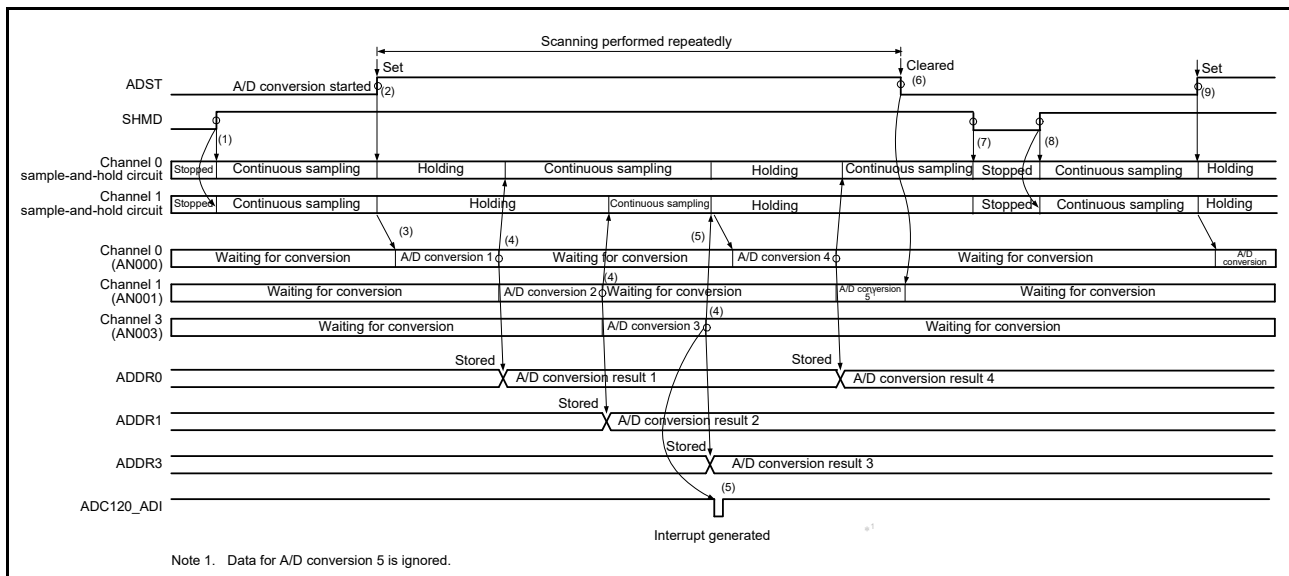 Scanning performed repeatedly
Set
Cleared
Set
ADST
A/D conversion started
(2)
(6)
(9)
SHMD
(1)
(7)
(8)
Channel 0
sample-and-hold circuit
Stopped
Continuous sampling
Holding
Continuous sampling
Holding
Continuous sampling
Stopped
Continuous sampling
Holding
Channel 1
sample-and-hold circuit
Stopped
Continuous sampling
Holding
Continuous sampling
Holding
Stopped
Continuous sampling
Holding
(3)
(4)
(5)
Channel 0
(AN000)
Waiting for conversion
A/D conversion 1
Waiting for conversion
A/D conversion 4
Waiting for conversion
A/D
conversion
(4)
Channel 1
(AN001)
Waiting for conversion
A/D conversion 2
Waiting for conversion
A/D conversion
5*1
Waiting for conversion
(4)
Channel 3
(AN003)
Waiting for conversion
A/D conversion 3
Waiting for conversion
Stored
Stored
ADDR0
A/D conversion result 1
A/D conversion result 4
Stored
ADDR1
A/D conversion result 2
Stored
ADDR3
A/D conversion result 3
ADC120_ADI
(5)
Interrupt generated
*1
Note 1. Data for A/D conversion 5 is ignored.